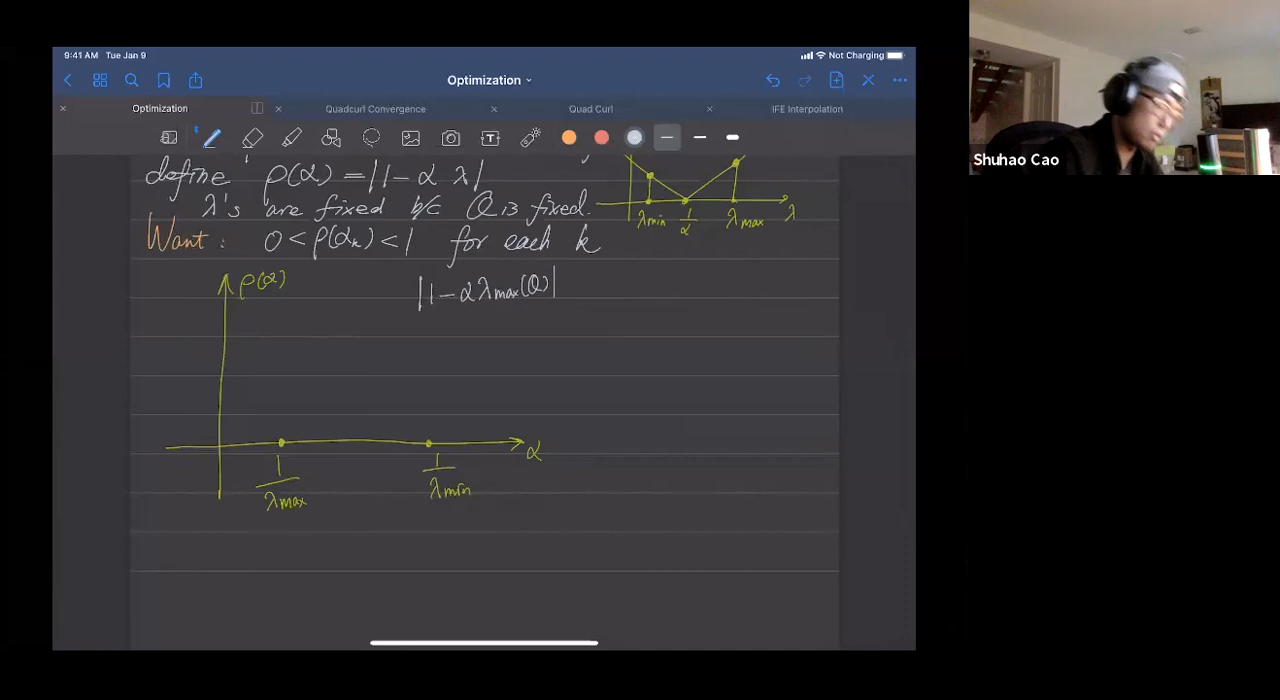 9:41 AM Tue Jan 9
Not Charging
Optimization
Optimization
Quadcurl Convergence
Quad Curl
IFE Interpolation
Shuhao Cao
define ρ(α) = |1 - α λ|
λ's are fixed b/c Q is fixed.
λmin 1/α λmax λ
Want: 0 < ρ(αk) < 1 for each k
ρ(α)
|1 - αλmax(Q)|
α
1/λmax
1/λmin